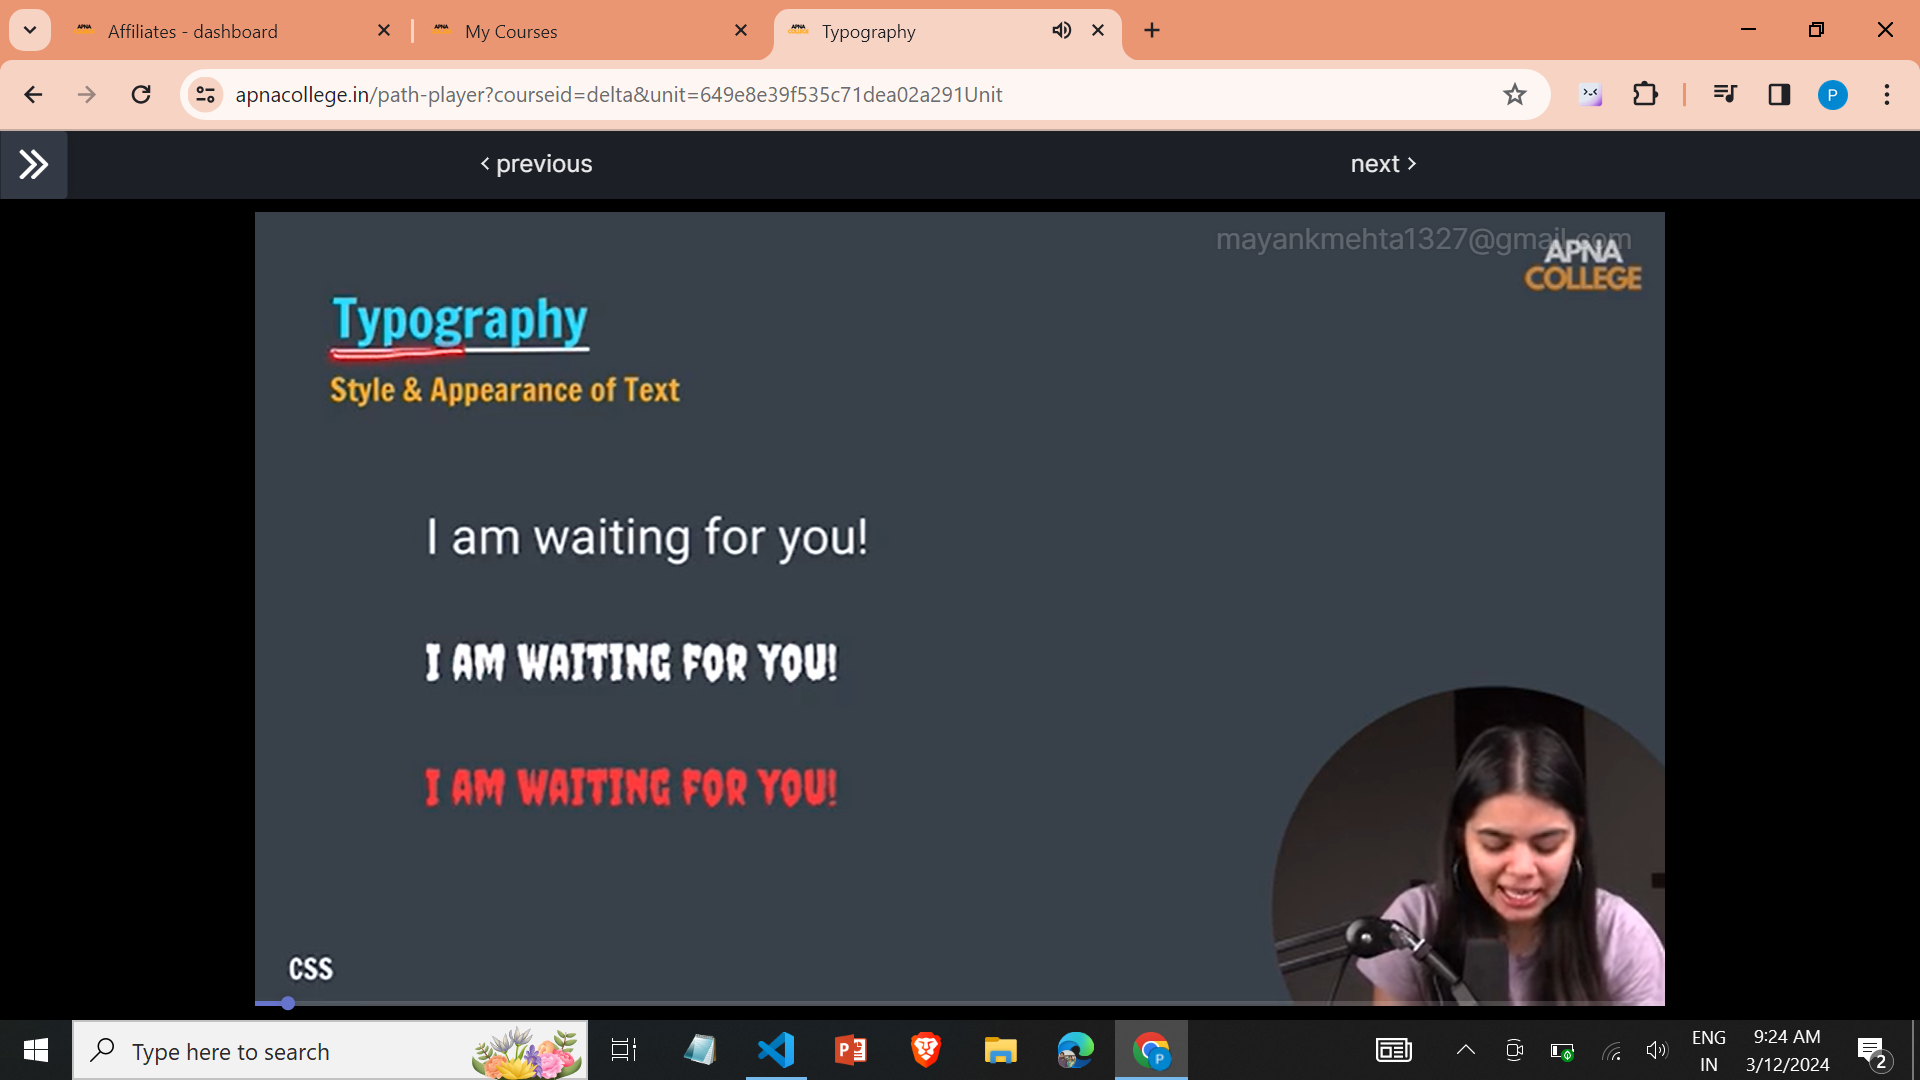 Affiliates - dashboard
My Courses
Typography
apnacollege.in/path-player?courseid=delta&unit=649e8e39f535c71dea02a291Unit
P
< previous
next >
mayankmehta1327@gmail.com
APNA
COLLEGE
Typography
Style & Appearance of Text
I am waiting for you!
I AM WAITING FOR YOU!
I AM WAITING FOR YOU!
CSS
Type here to search
P
ENG
IN
9:24 AM
3/12/2024
2